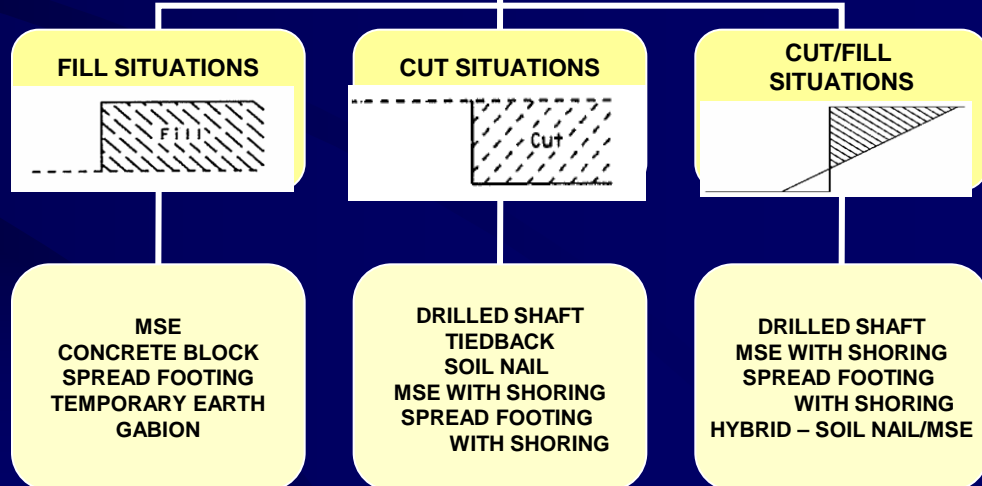 FILL SITUATIONS
Fill
MSE
CONCRETE BLOCK
SPREAD FOOTING
TEMPORARY EARTH
GABION
CUT SITUATIONS
Cut
DRILLED SHAFT
TIEDBACK
SOIL NAIL
MSE WITH SHORING
SPREAD FOOTING
WITH SHORING
CUT/FILL
SITUATIONS
DRILLED SHAFT
MSE WITH SHORING
SPREAD FOOTING
WITH SHORING
HYBRID – SOIL NAIL/MSE